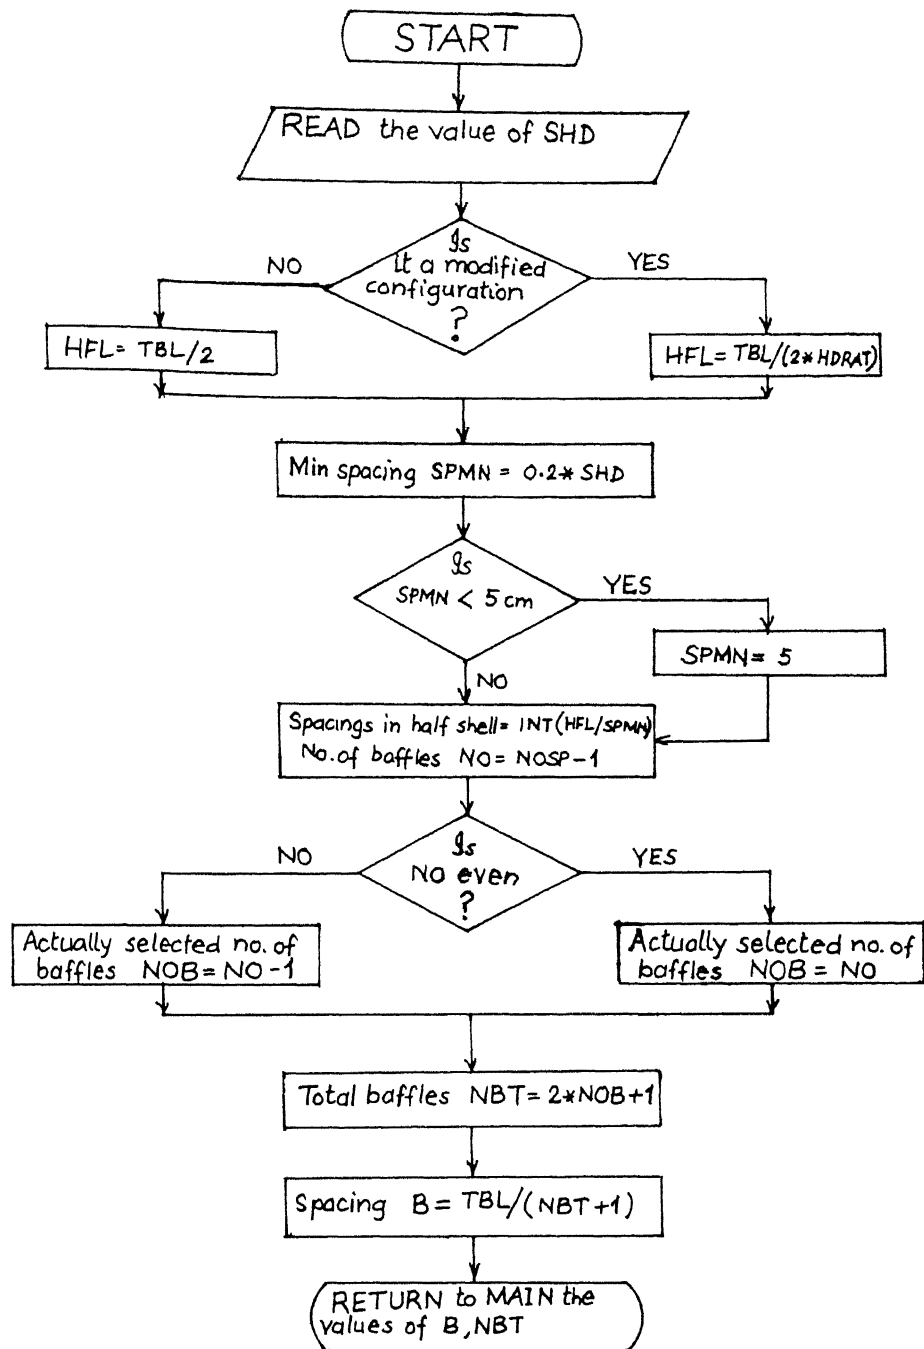 START
READ the value of SHD
Is
it a modified
configuration
?
NO
YES
HFL = TBL/2
HFL = TBL/(2* HDRAT)
Min spacing SPMN = 0.2* SHD
Is
SPMN < 5 cm
YES
SPMN = 5
NO
Spacings in half shell = INT(HFL/SPMN)
No. of baffles NO = NOSP-1
Is
NO even
?
NO
YES
Actually selected no. of
baffles NOB = NO-1
Actually selected no. of
baffles NOB = NO
Total baffles NBT = 2*NOB+1
Spacing B = TBL/(NBT+1)
RETURN to MAIN the
values of B, NBT